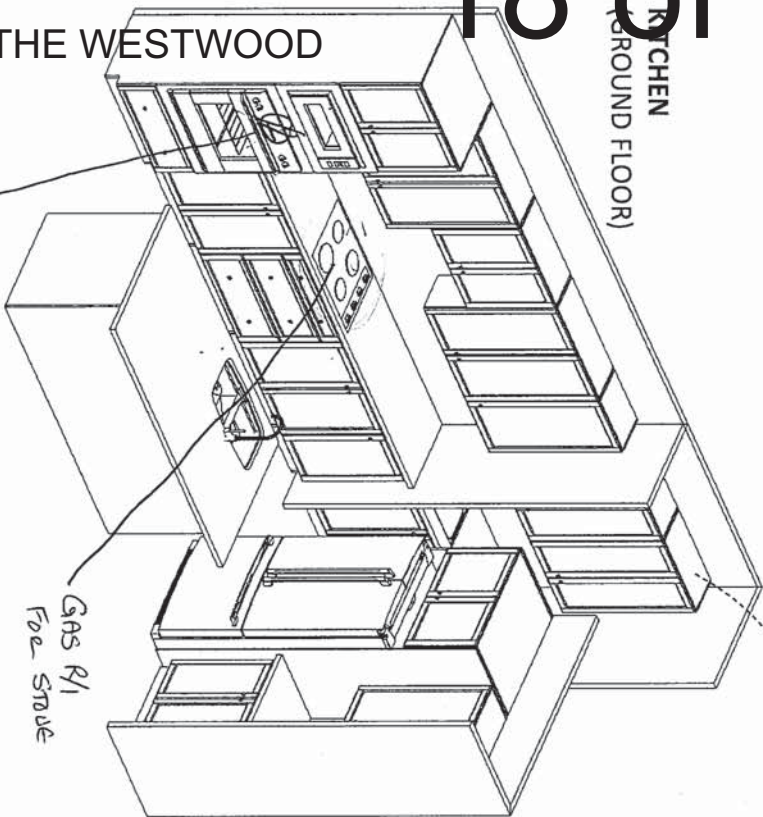 THE WESTWOOD
KITCHEN
(GROUND FLOOR)
GAS R/I
FOR STOVE